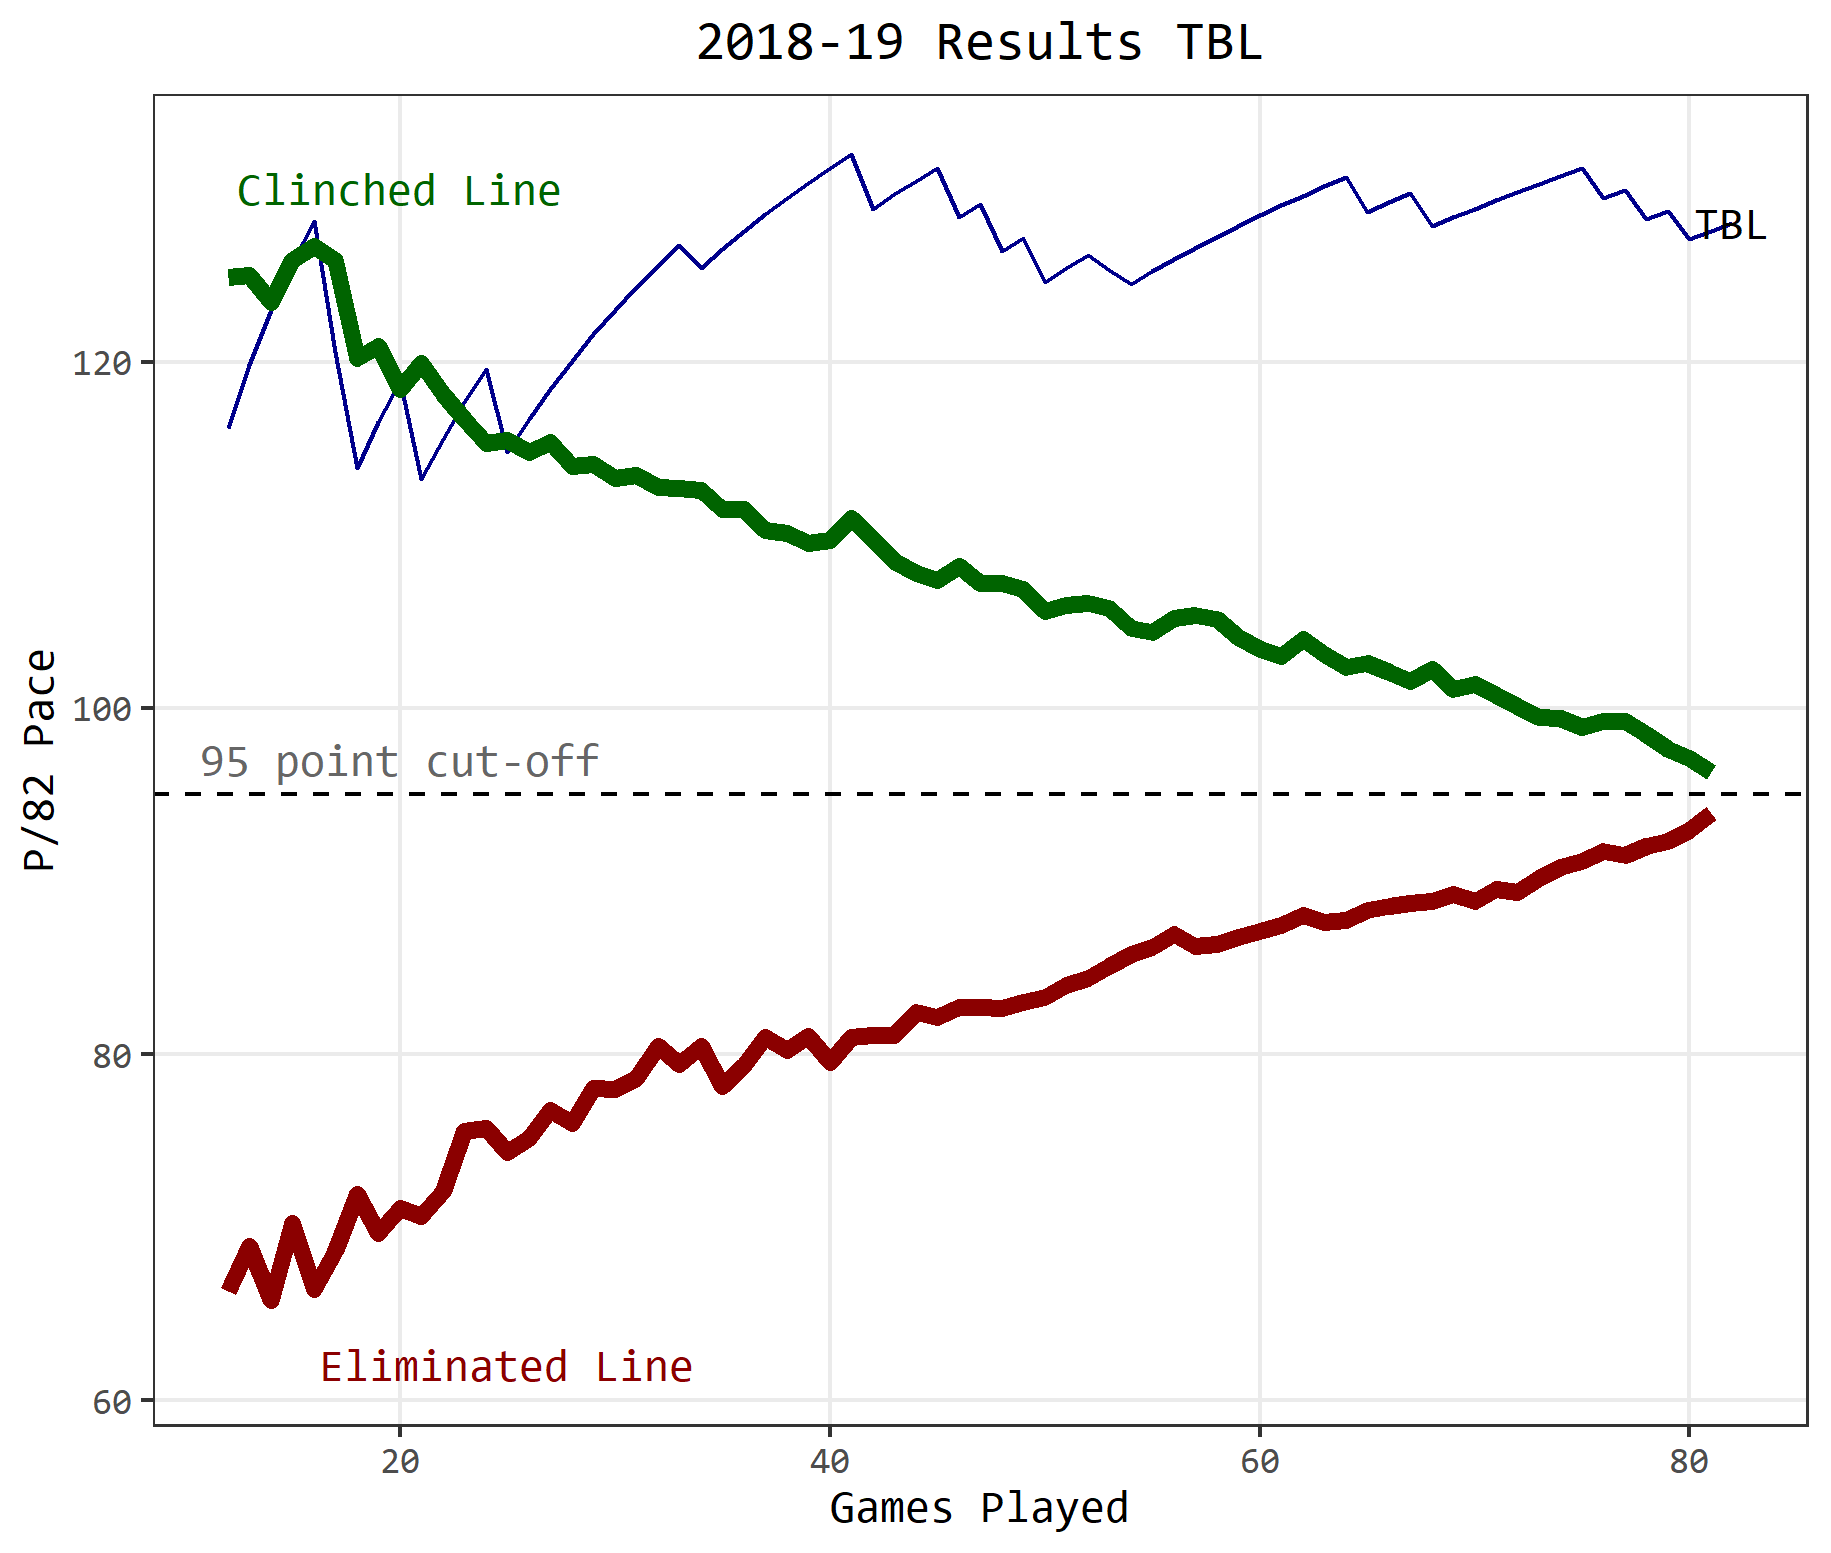 2018-19 Results TBL
Clinched Line
TBL
120
100
95 point cut-off
P/82 Pace
80
Eliminated Line
60
20 40 60 80
Games Played